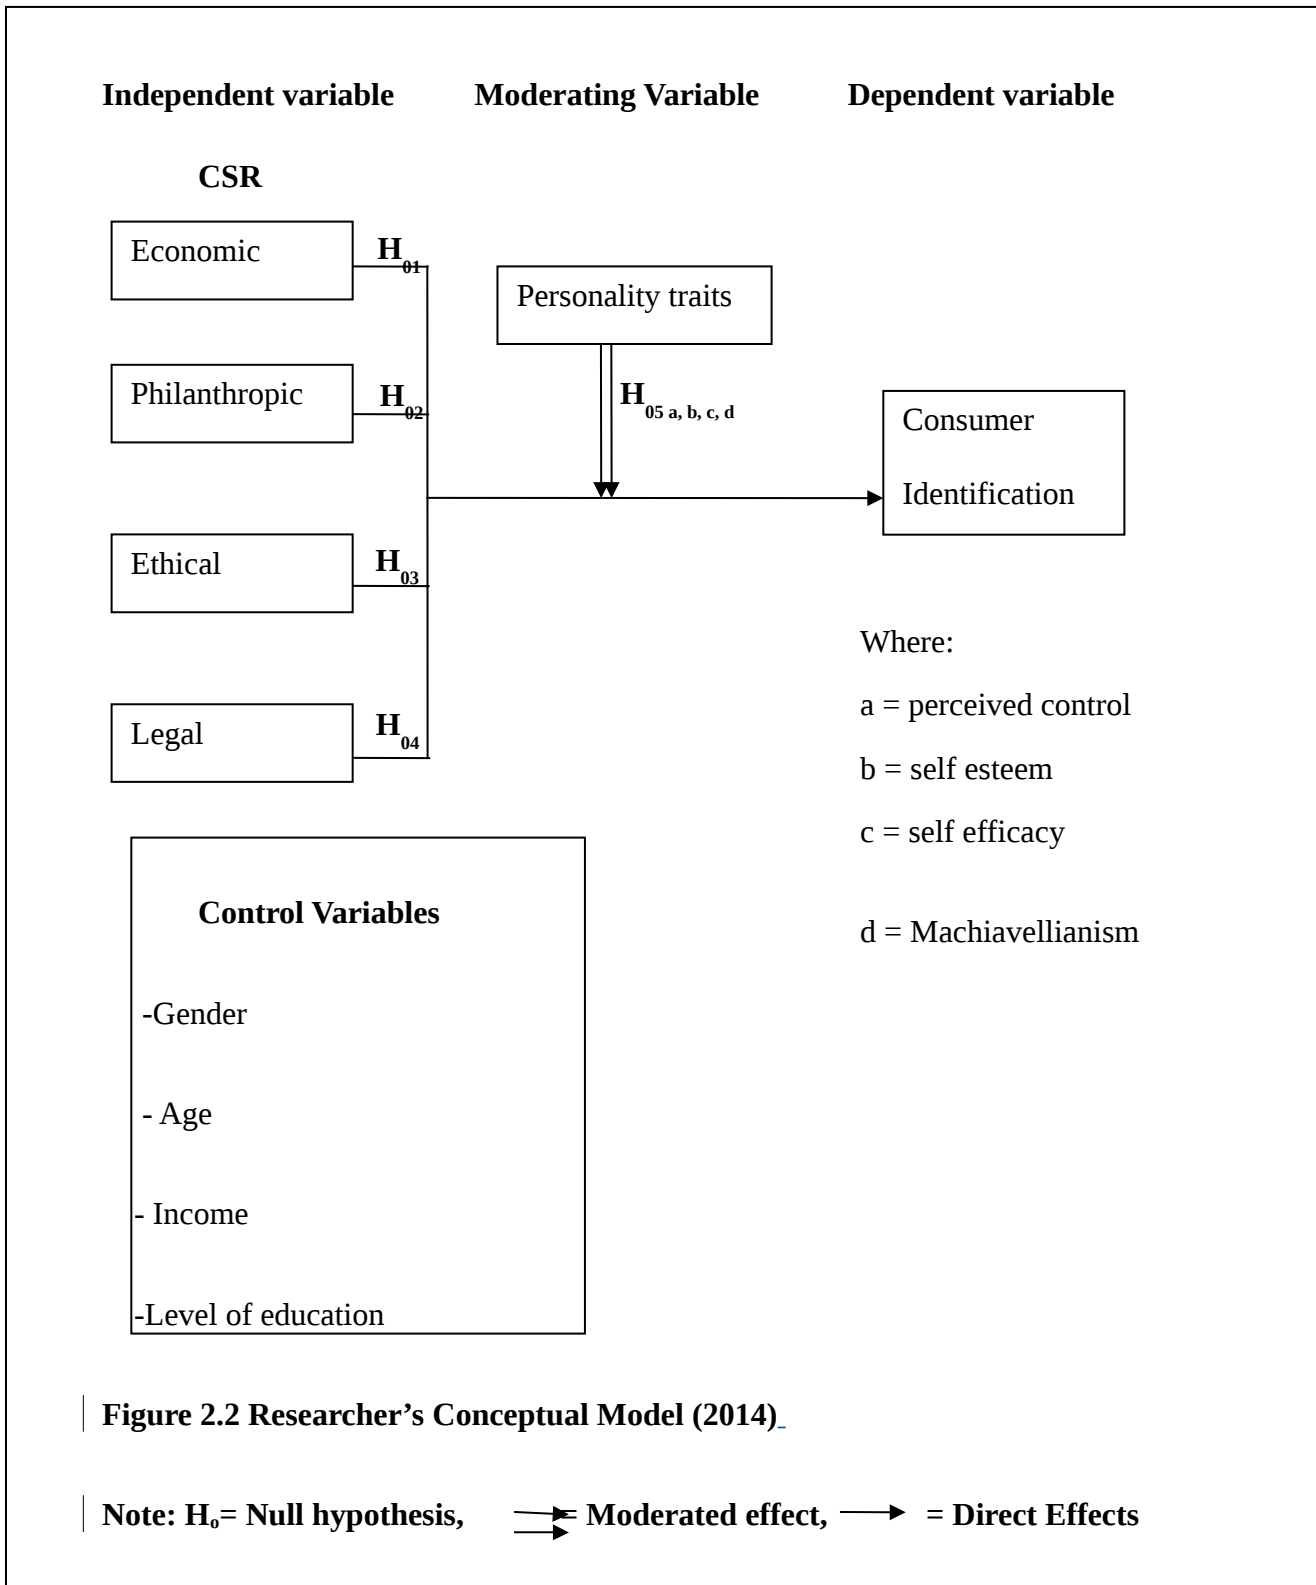 Independent variable Moderating Variable Dependent variable
CSR
Economic
H01
Personality traits
Philanthropic
H02
H05 a, b, c, d
Consumer
Identification
Ethical
H03
Legal
H04
Where:
a = perceived control
b = self esteem
c = self efficacy
d = Machiavellianism
Control Variables
-Gender
- Age
- Income
-Level of education
Figure 2.2 Researcher’s Conceptual Model (2014)
Note: Ho= Null hypothesis, = Moderated effect, = Direct Effects